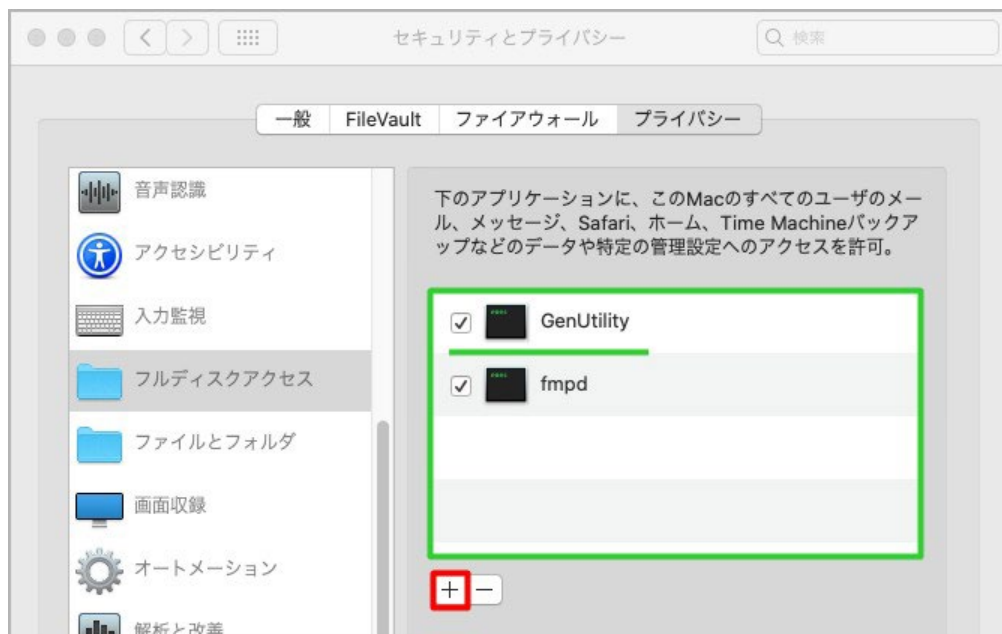 セキュリティとプライバシー
検索
一般
FileVault
ファイアウォール
プライバシー
音声認識
アクセシビリティ
入力監視
フルディスクアクセス
ファイルとフォルダ
画面収録
オートメーション
解析と改善
下のアプリケーションに、このMacのすべてのユーザのメー
ル、メッセージ、Safari、ホーム、Time Machineバックア
ップなどのデータや特定の管理設定へのアクセスを許可。
GenUtility
fmpd